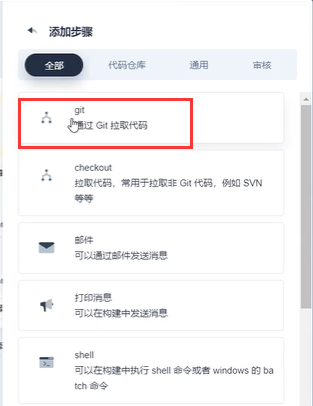 添加步骤
全部 代码仓库 通用 审核
git
通过 Git 拉取代码
checkout
拉取代码，常用于拉取非 Git 代码，例如 SVN
等等
邮件
可以通过邮件发送消息
打印消息
可以在构建中发送消息
shell
可以在构建中执行 shell 命令或者 windows 的 ba
tch 命令